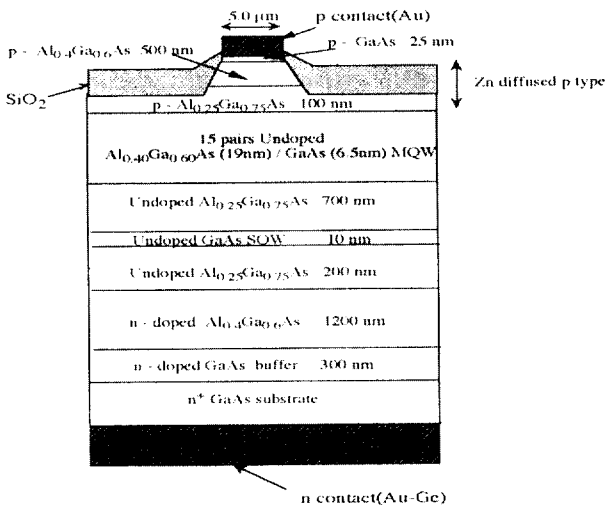 5.0 µm
p contact(Au)
p - Al0.4Ga0.6As 500 nm
p - GaAs 25 nm
Zn diffused p type
SiO2
p - Al0.25Ga0.75As 100 nm
15 pairs Undoped
Al0.40Ga0.60As (19nm) / GaAs (6.5nm) MQW
Undoped Al0.25Ga0.75As 700 nm
Undoped GaAs SQW 10 nm
Undoped Al0.25Ga0.75As 200 nm
n - doped Al0.4Ga0.6As 1200 nm
n - doped GaAs buffer 300 nm
n+ GaAs substrate
n contact(Au-Ge)